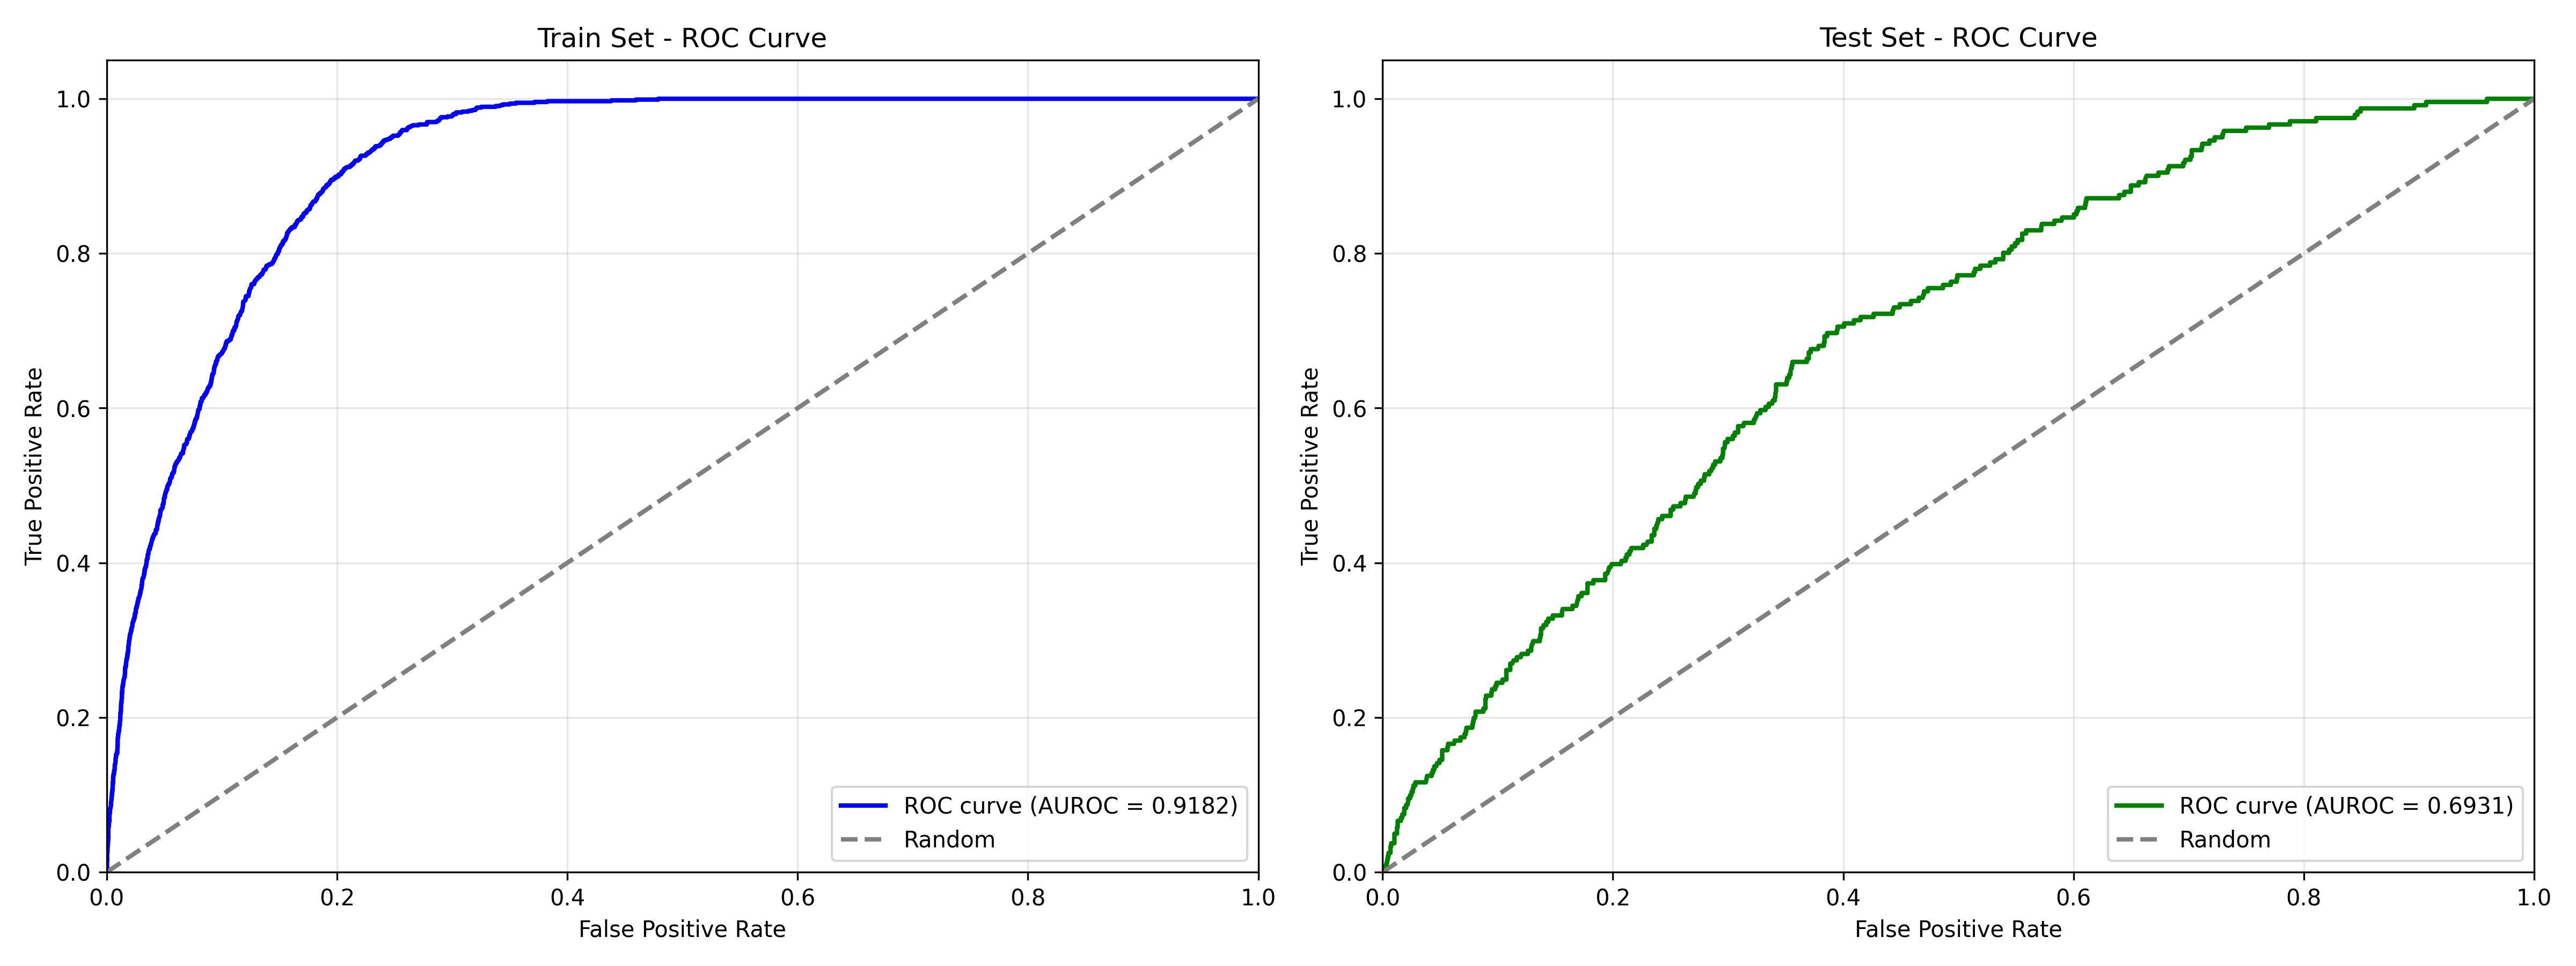 Train Set - ROC Curve
True Positive Rate
1.0
0.8
0.6
0.4
0.2
0.0
0.0 0.2 0.4 0.6 0.8 1.0
False Positive Rate
ROC curve (AUROC = 0.9182)
Random
Test Set - ROC Curve
True Positive Rate
1.0
0.8
0.6
0.4
0.2
0.0
0.0 0.2 0.4 0.6 0.8 1.0
False Positive Rate
ROC curve (AUROC = 0.6931)
Random